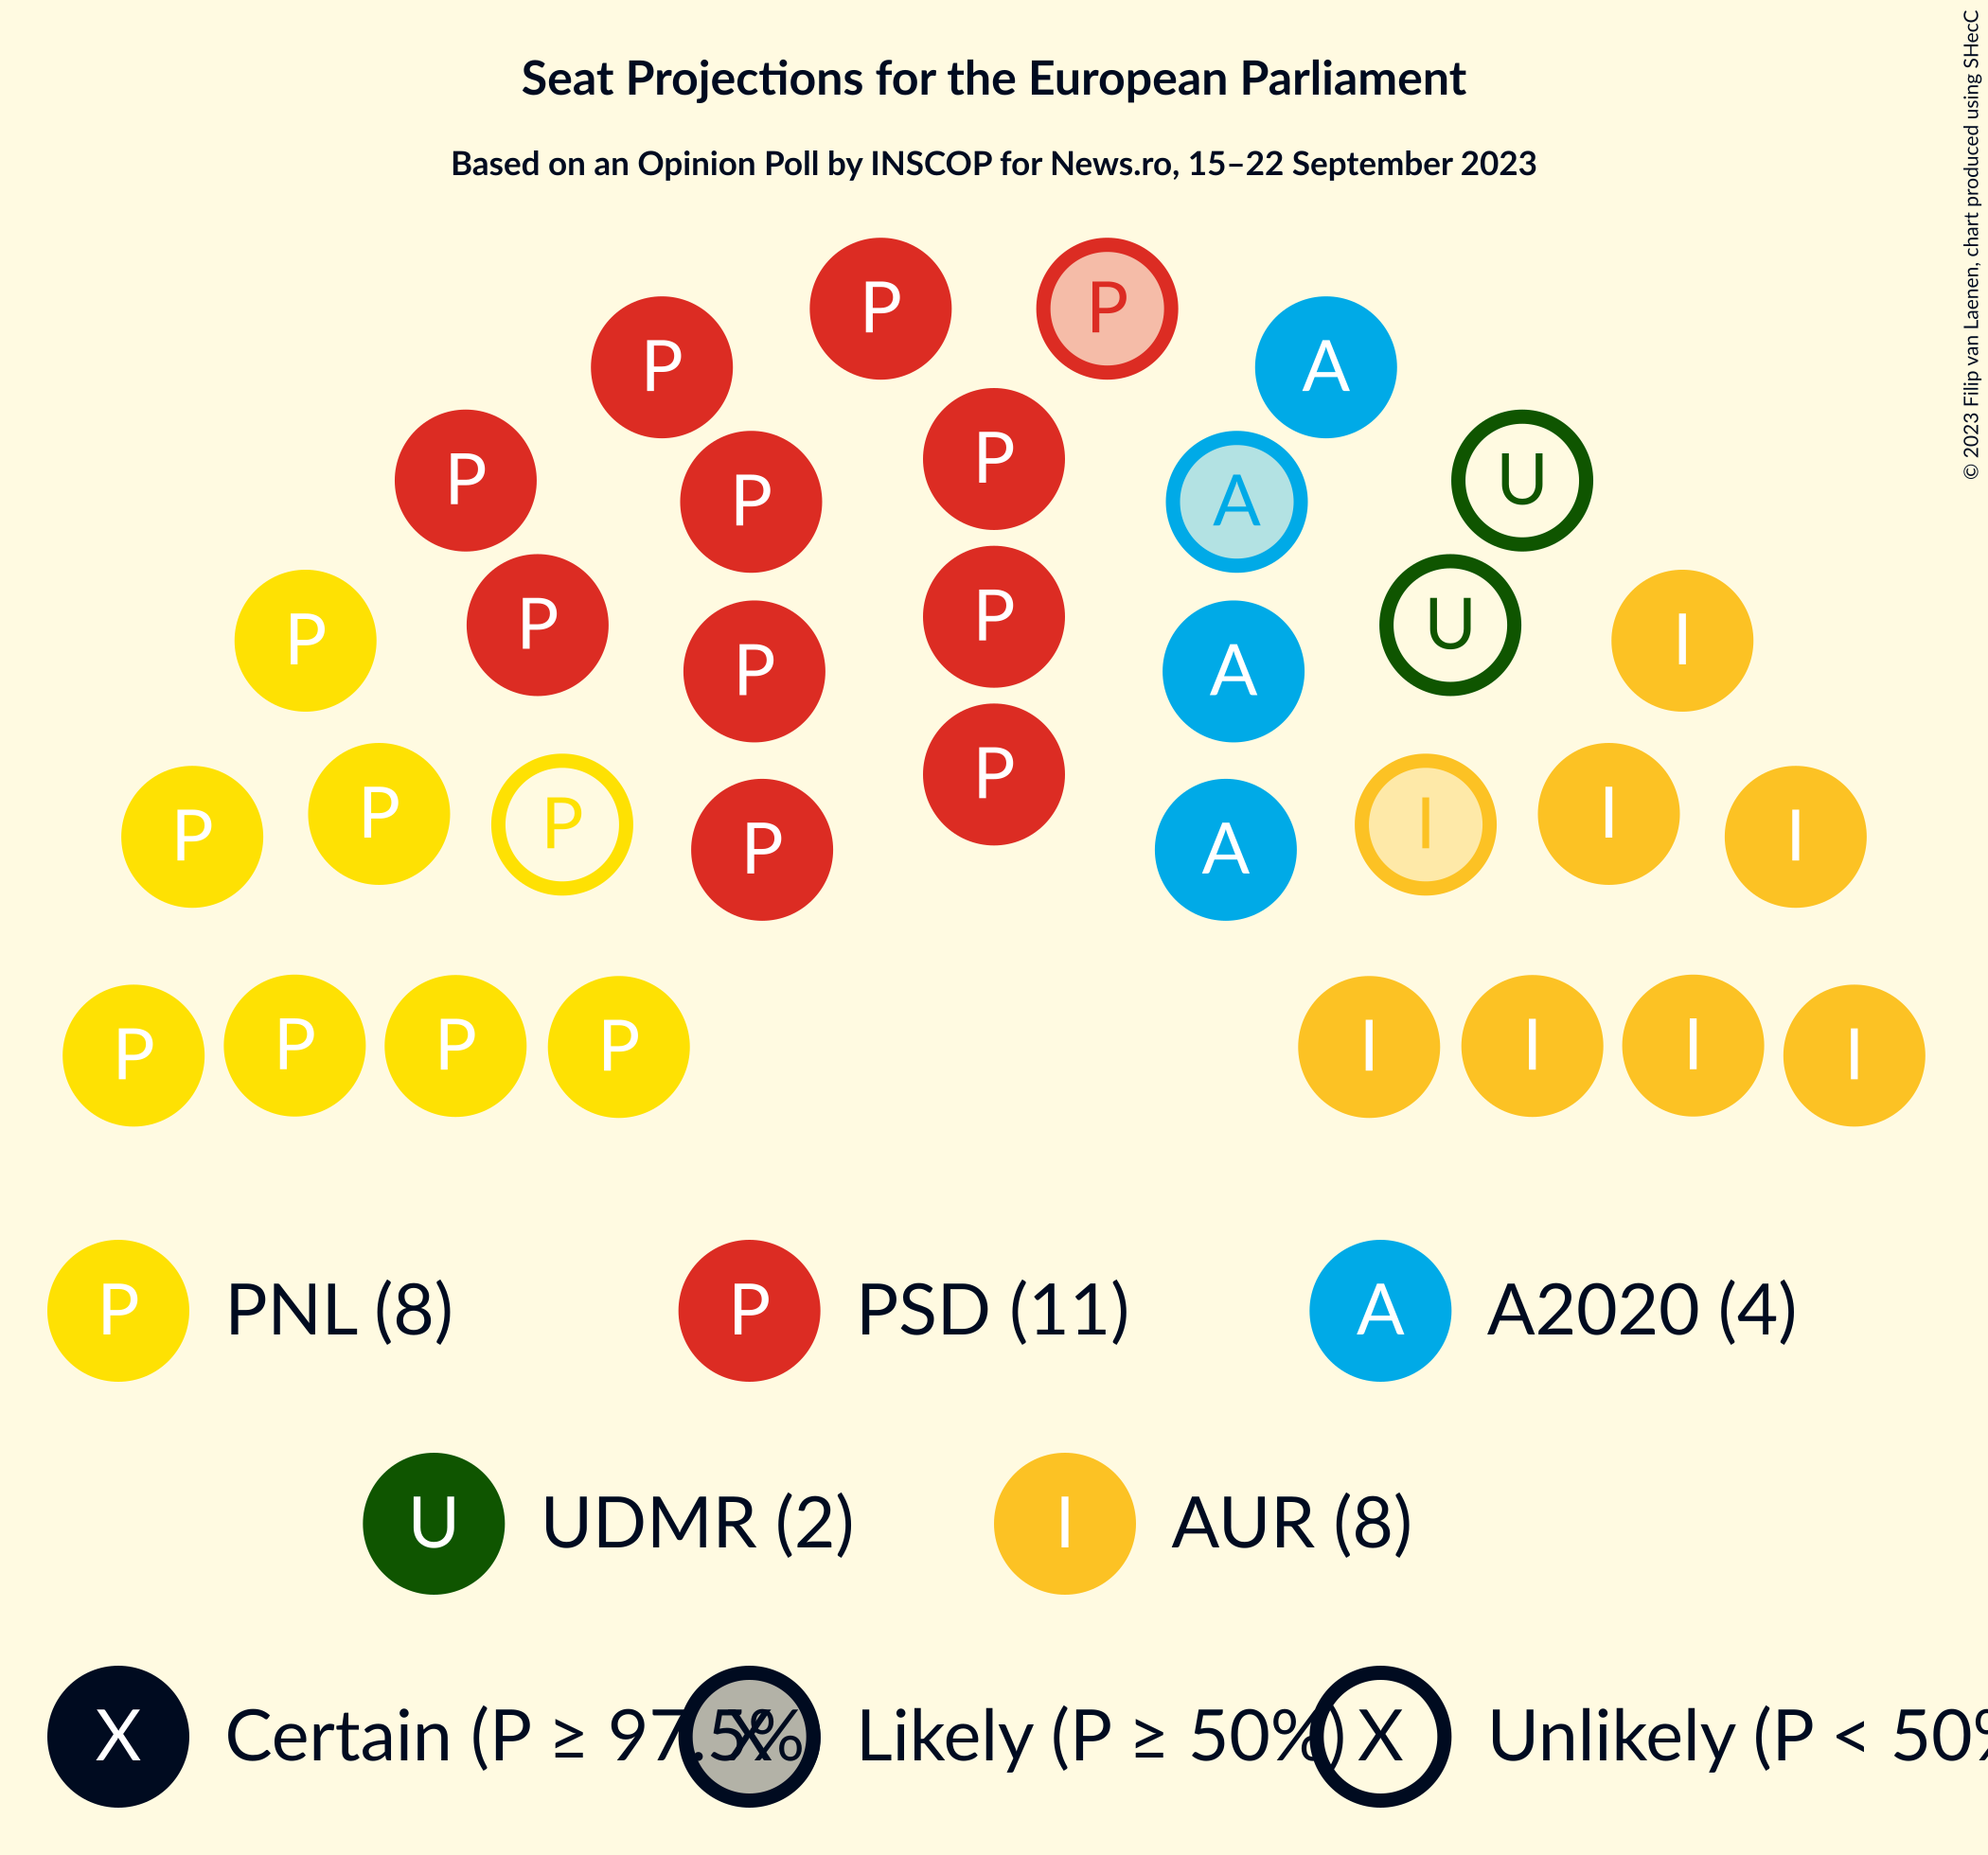 Seat Projections for the European Parliament
Based on an Opinion Poll by INSCOP for News.ro, 15–22 September 2023
© 2023 Filip van Laenen, chart produced using SHecC
P P
P A
P P U
P A
P U
P P
P I
P A
P P I I
P P P I
P A
P P P P I I I I
P PNL (8) P PSD (11) A A2020 (4)
U UDMR (2) I AUR (8)
X Certain (P ≥ 97.5% X Likely (P ≥ 50%) X Unlikely (P < 50%